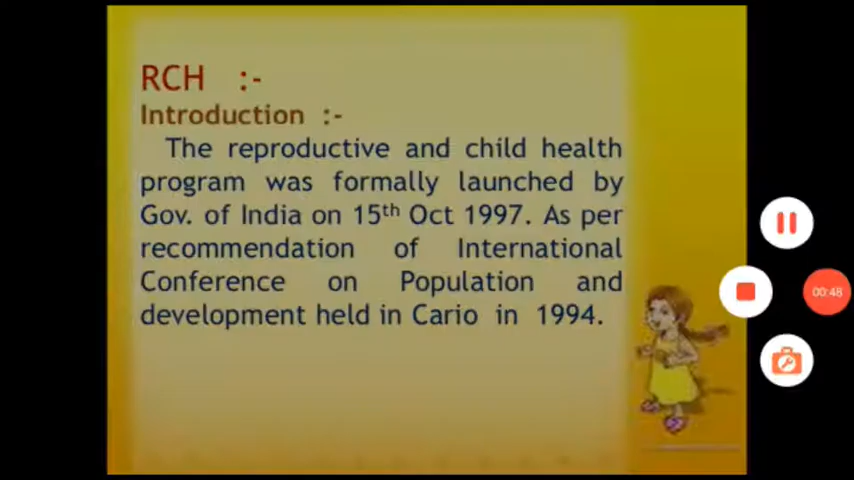 RCH :-
Introduction :-
The reproductive and child health
program was formally launched by
Gov. of India on 15th Oct 1997. As per
recommendation of International
Conference on Population and
development held in Cario in 1994.
00:48